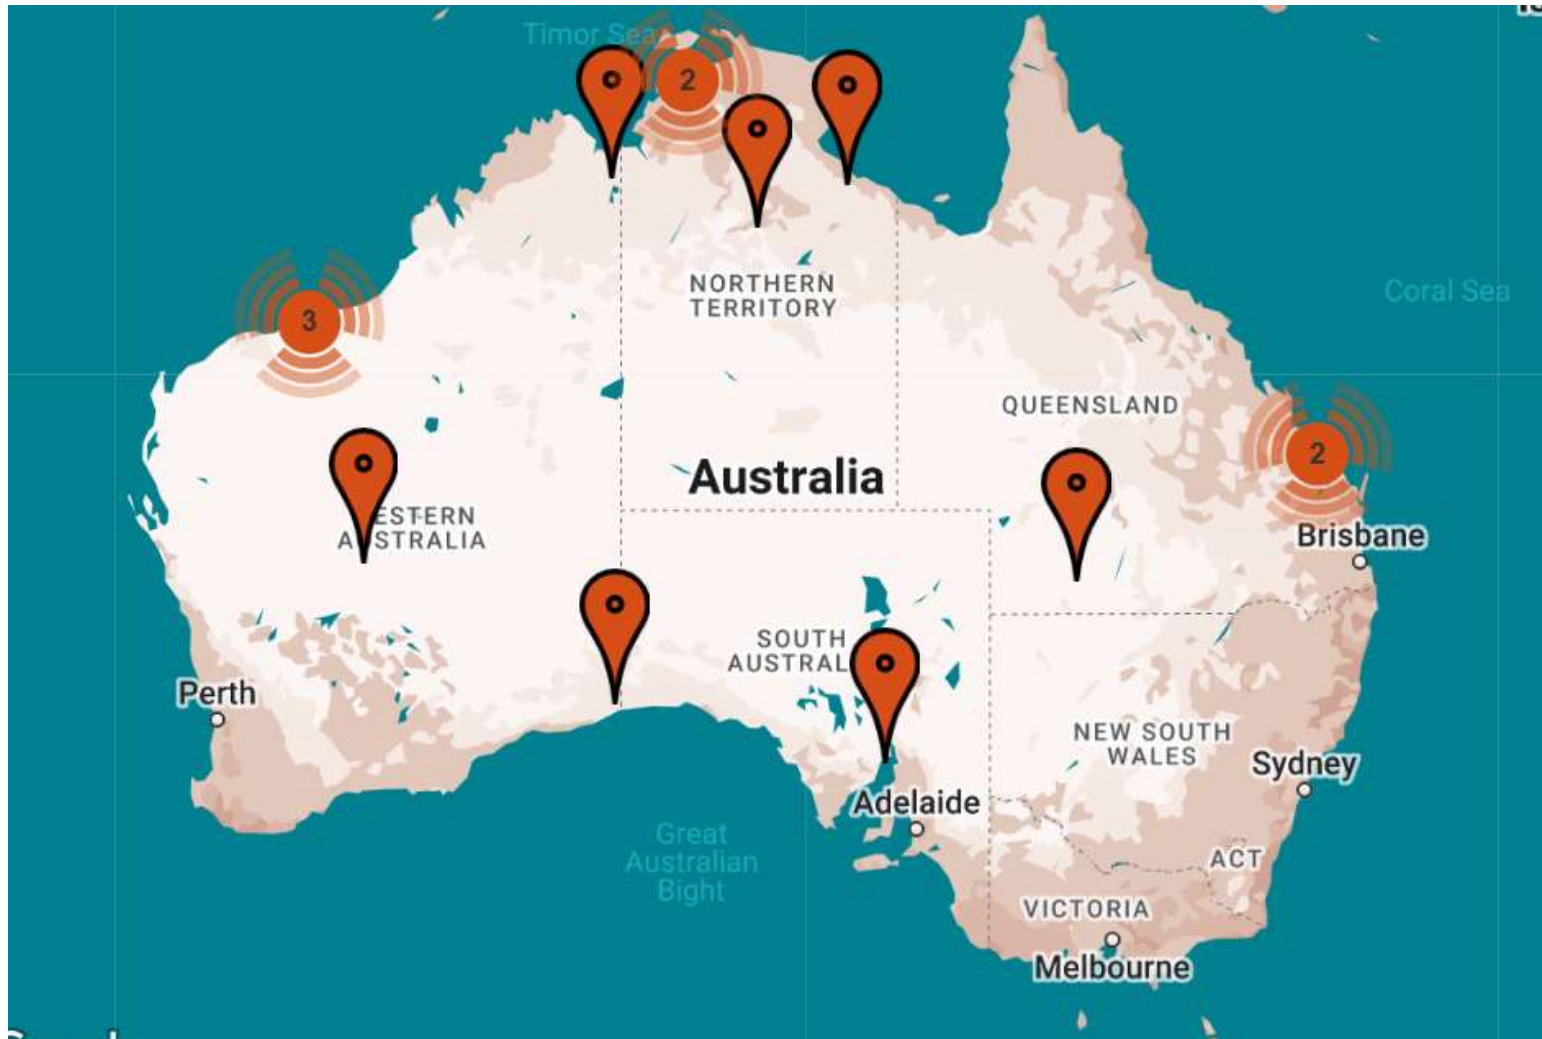 Timor Sea
2
NORTHERN
TERRITORY
Coral Sea
3
QUEENSLAND
2
Australia
ESTERN
A STRALIA
Brisbane
SOUTH
AUSTRAL
Perth
NEW SOUTH
WALES
Sydney
Adelaide
Great
Australian
Bight
ACT
VICTORIA
Melbourne